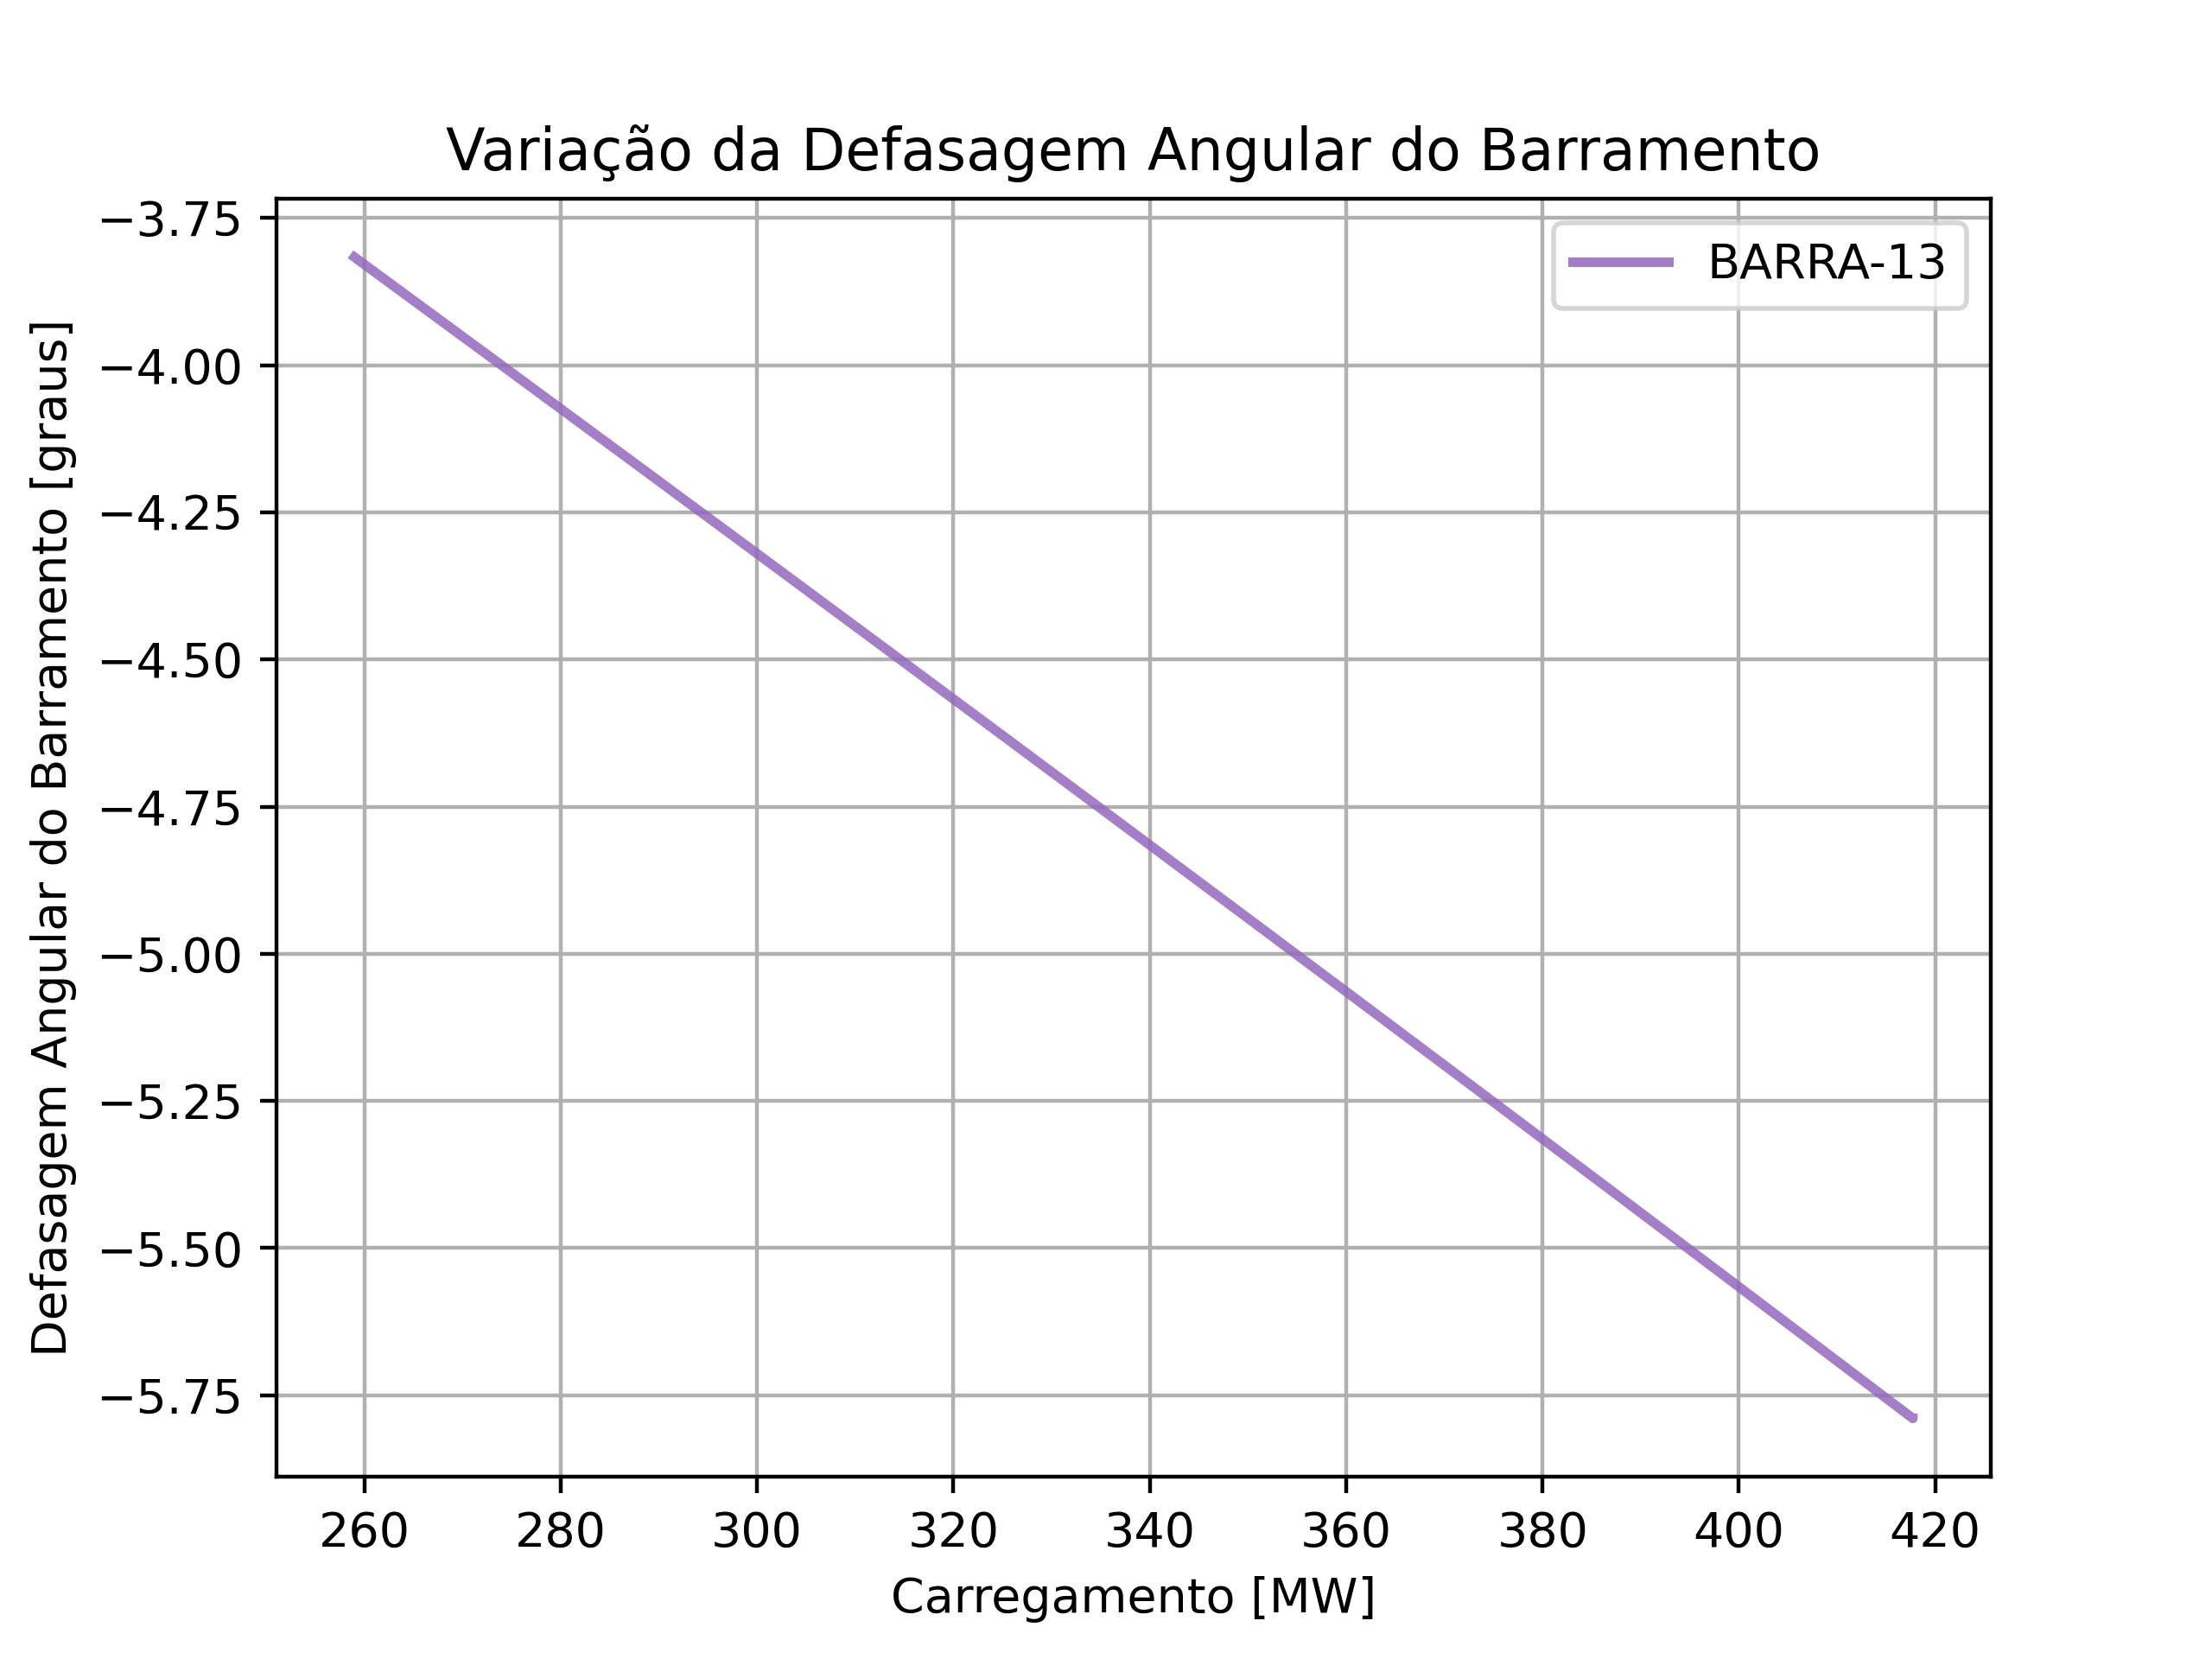 Variação da Defasagem Angular do Barramento
BARRA-13
Defasagem Angular do Barramento [graus]
−3.75
−4.00
−4.25
−4.50
−4.75
−5.00
−5.25
−5.50
−5.75
260 280 300 320 340 360 380 400 420
Carregamento [MW]